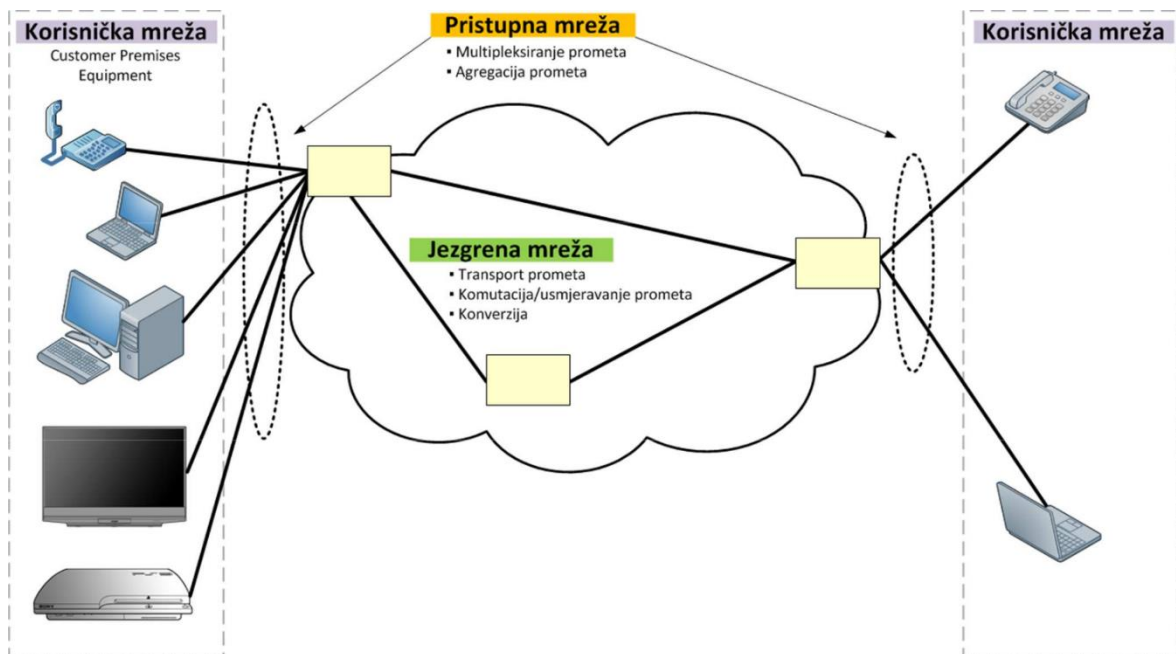 Korisnička mreža
Customer Premises
Equipment
Pristupna mreža
▪ Multipleksiranje prometa
▪ Agregacija prometa
Korisnička mreža
Jezgrena mreža
▪ Transport prometa
▪ Komutacija/usmjeravanje prometa
▪ Konverzija